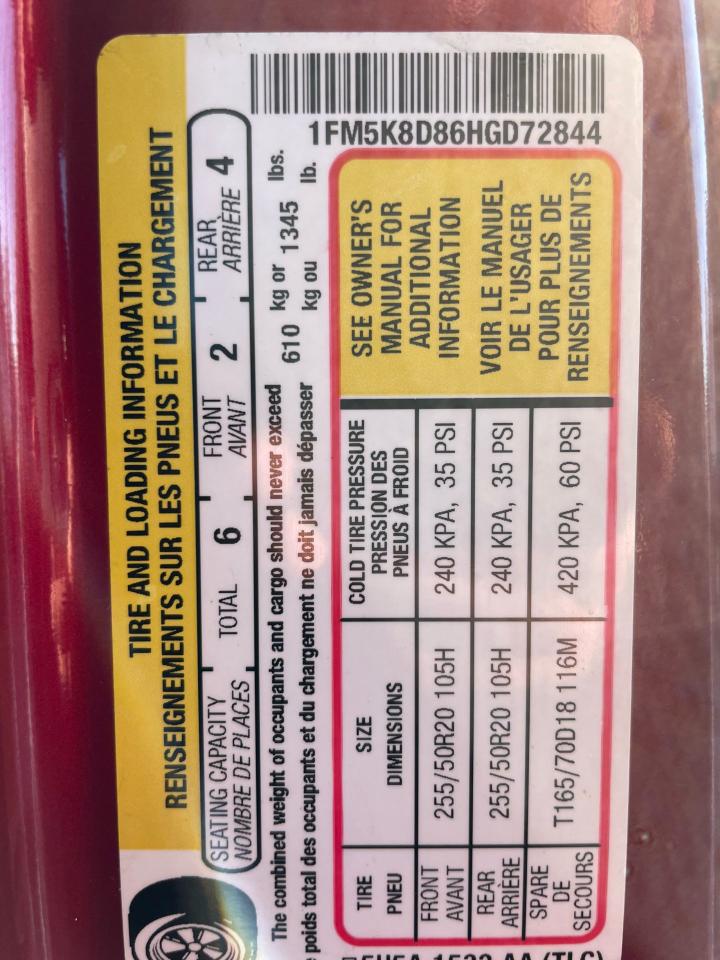 1FM5K8D86HGD72844
TIRE AND LOADING INFORMATION
RENSEIGNEMENTS SUR LES PNEUS ET LE CHARGEMENT
SEATING CAPACITY TOTAL 6 FRONT 2 REAR 4
NOMBRE DE PLACES AVANT ARRIÈRE
The combined weight of occupants and cargo should never exceed 610 kg or 1345 lbs.
poids total des occupants et du chargement ne doit jamais dépasser kg ou lb.
TIRE SIZE COLD TIRE PRESSURE
PNEU DIMENSIONS PRESSION DES
PNEUS À FROID
FRONT 255/50R20 105H 240 KPA, 35 PSI
AVANT
REAR 255/50R20 105H 240 KPA, 35 PSI
ARRIÈRE
SPARE T165/70D18 116M 420 KPA, 60 PSI
DE
SECOURS
SEE OWNER'S
MANUAL FOR
ADDITIONAL
INFORMATION
VOIR LE MANUEL
DE L'USAGER
POUR PLUS DE
RENSEIGNEMENTS
1532 AA (TLC)